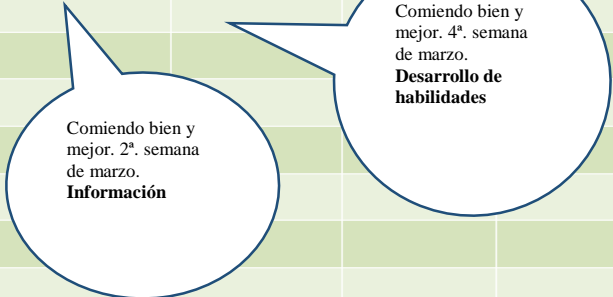 Comiendo bien y
mejor. 4ª. semana
de marzo.
Desarrollo de
habilidades
Comiendo bien y
mejor. 2ª. semana
de marzo.
Información